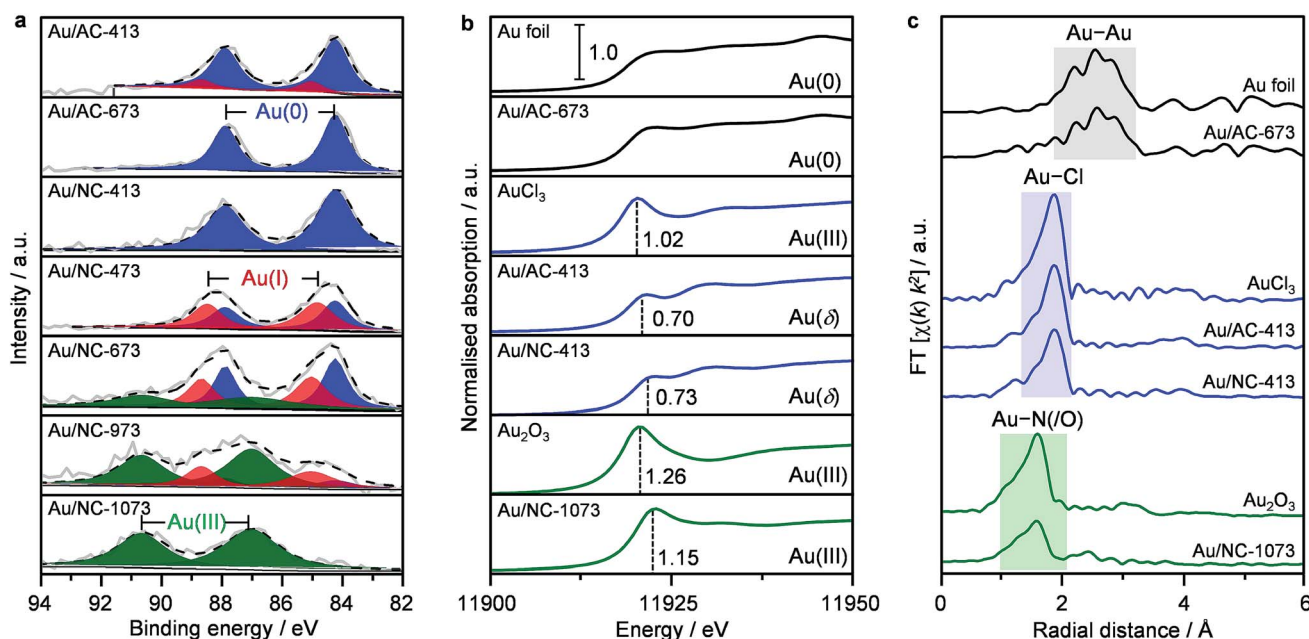 a
Au/AC-413
Au/AC-673
Au(0)
Au/NC-413
Au/NC-473
Au(I)
Au/NC-673
Au/NC-973
Au/NC-1073
Au(III)
Intensity / a.u.
94 92 90 88 86 84 82
Binding energy / eV
b
Au foil
1.0
Au(0)
Au/AC-673
Au(0)
AuCl₃
1.02
Au(III)
Au/AC-413
0.70
Au(δ)
Au/NC-413
0.73
Au(δ)
Au₂O₃
1.26
Au(III)
Au/NC-1073
1.15
Au(III)
Normalised absorption / a.u.
11900 11925 11950
Energy / eV
c
Au−Au
Au foil
Au/AC-673
Au−Cl
AuCl₃
Au/AC-413
Au/NC-413
Au−N(/O)
Au₂O₃
Au/NC-1073
FT [χ(k) k²] / a.u.
0 2 4 6
Radial distance / Å